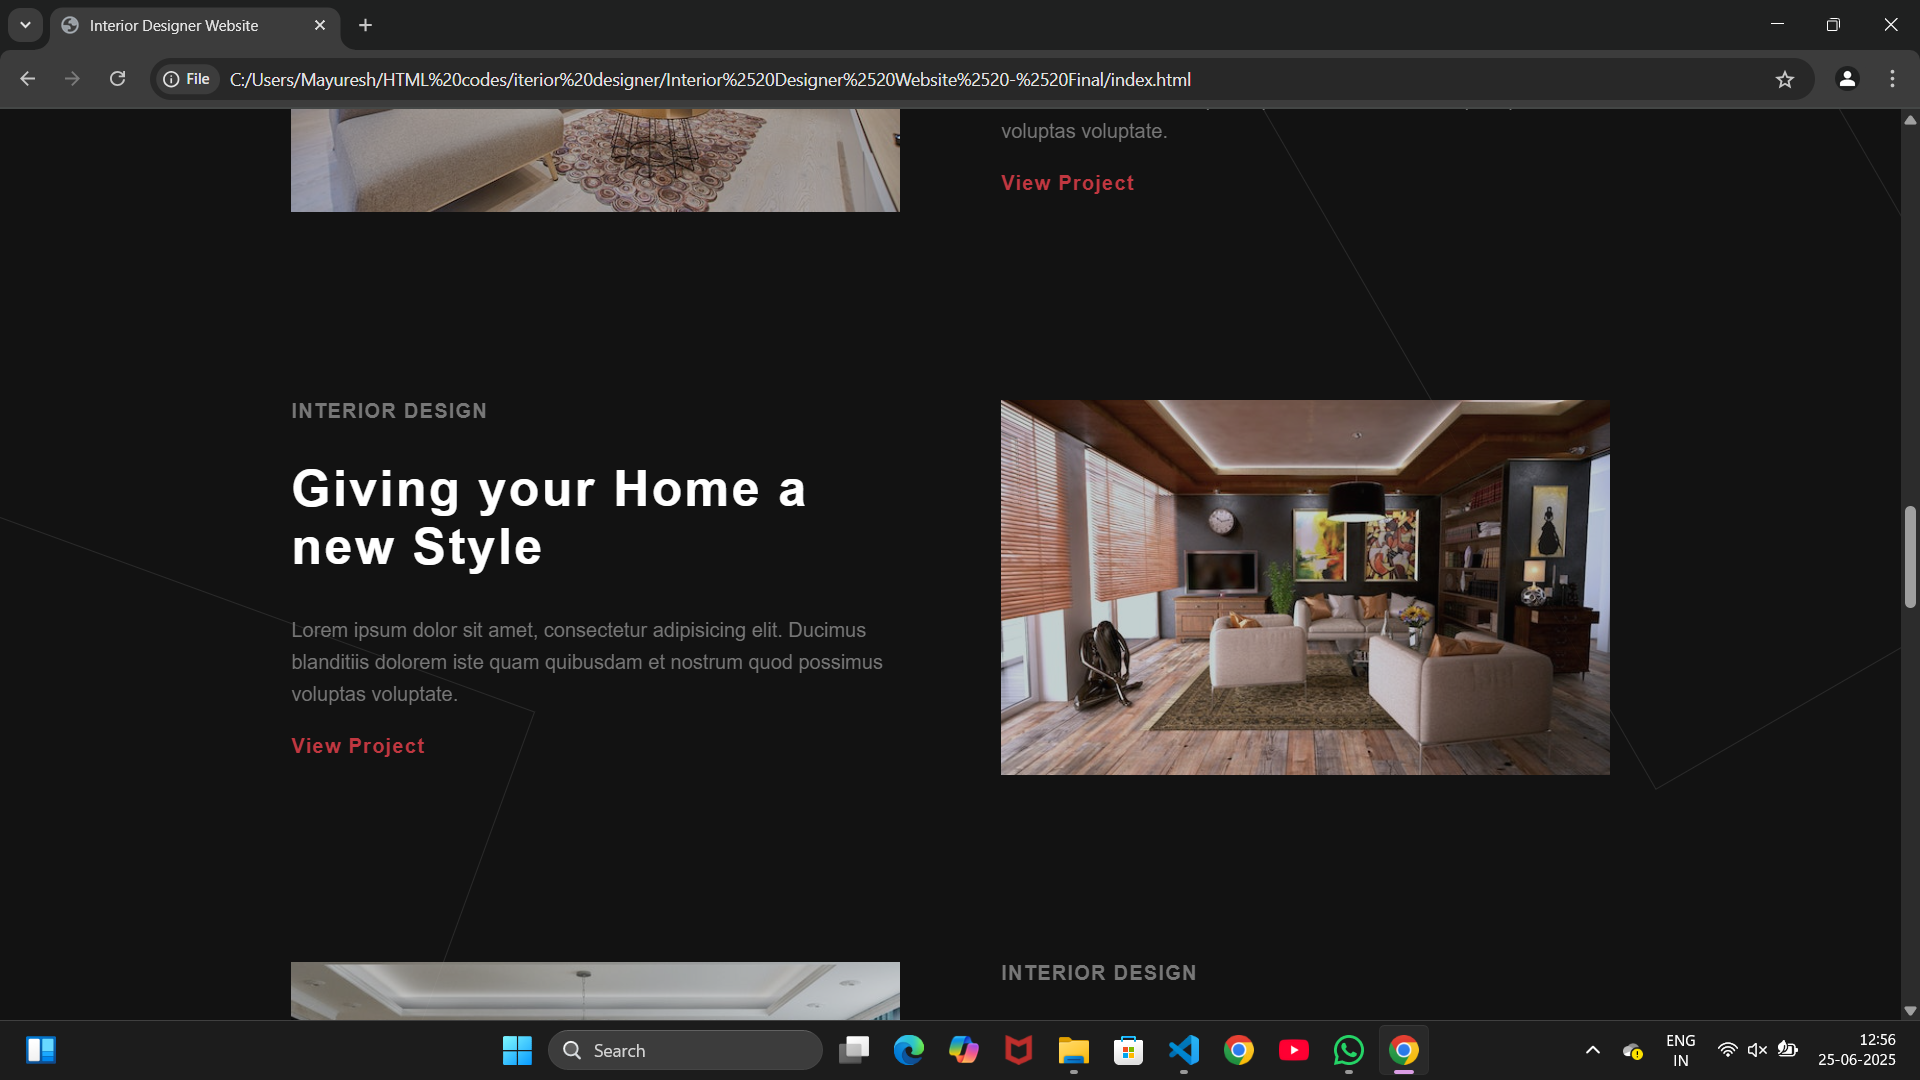 Interior Designer Website
File
C:/Users/Mayuresh/HTML%20codes/iterior%20designer/Interior%2520Designer%2520Website%2520-%2520Final/index.html
voluptas voluptate.
View Project
INTERIOR DESIGN
Giving your Home a
new Style
Lorem ipsum dolor sit amet, consectetur adipisicing elit. Ducimus
blanditiis dolorem iste quam quibusdam et nostrum quod possimus
voluptas voluptate.
View Project
INTERIOR DESIGN
Search
ENG
IN
12:56
25-06-2025